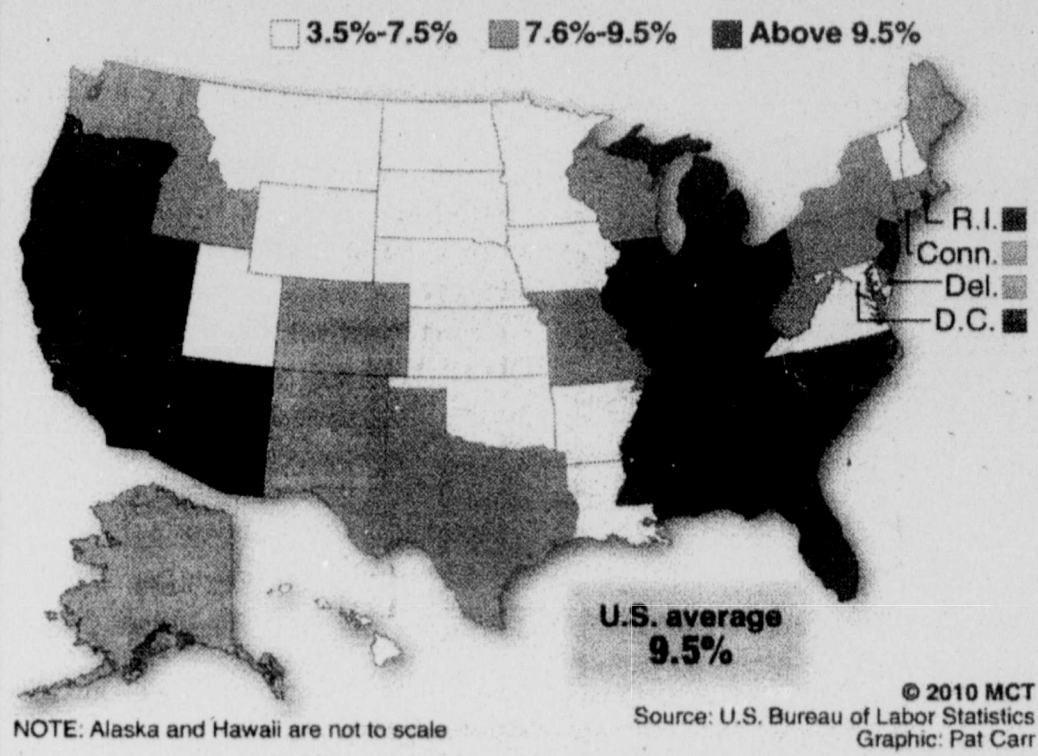 3.5%-7.5% 7.6%-9.5% Above 9.5%
R.I.
Conn.
Del.
D.C.
U.S. average
9.5%
© 2010 MCT
Source: U.S. Bureau of Labor Statistics
NOTE: Alaska and Hawaii are not to scale
Graphic: Pat Carr